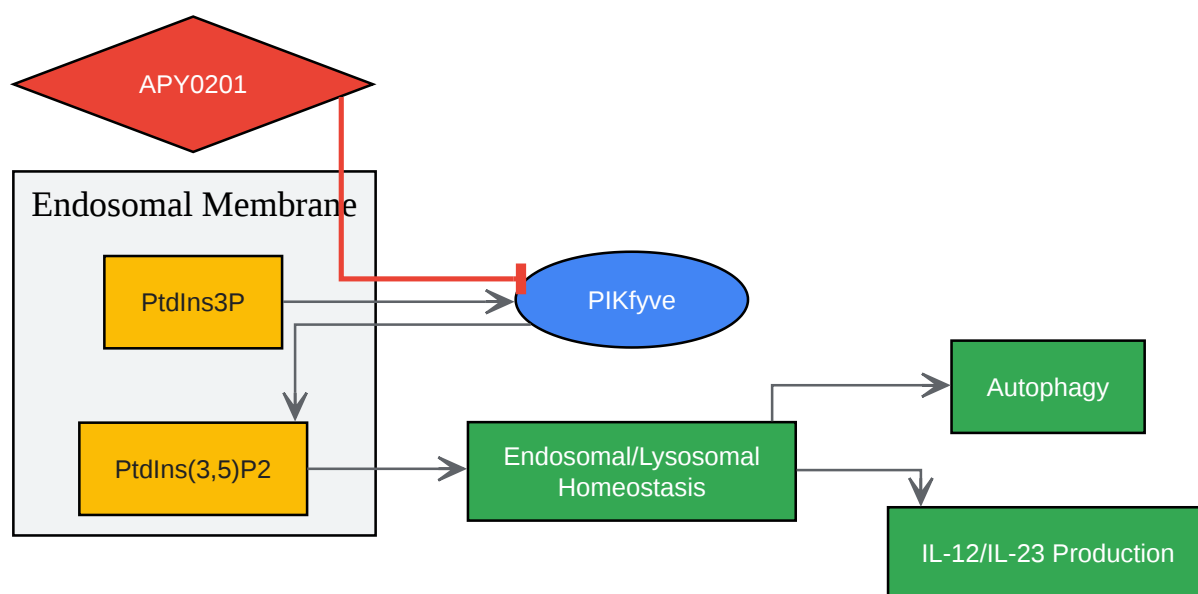 APY0201
Endosomal Membrane
PtdIns3P
PIKfyve
Autophagy
PtdIns(3,5)P2
Endosomal/Lysosomal
Homeostasis
IL-12/IL-23 Production